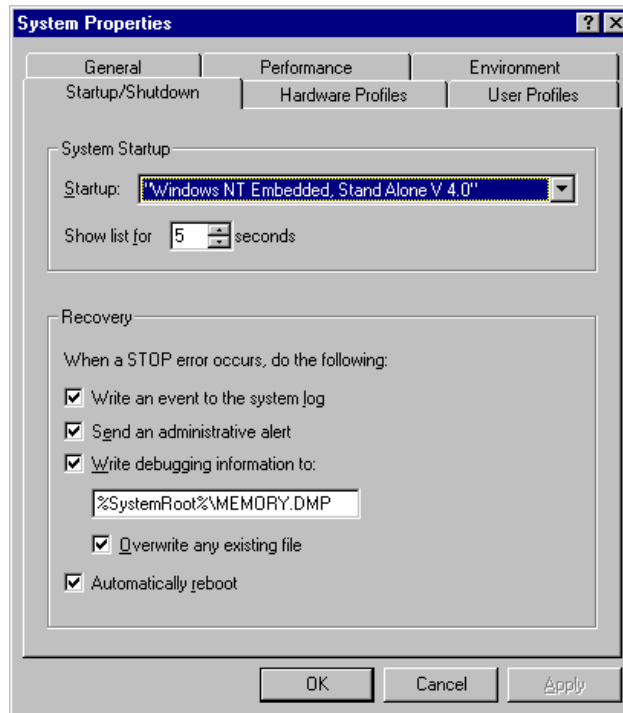 System Properties
General Performance Environment
Startup/Shutdown Hardware Profiles User Profiles
System Startup
Startup: "Windows NT Embedded, Stand Alone V 4.0"
Show list for 5 seconds
Recovery
When a STOP error occurs, do the following:
Write an event to the system log
Send an administrative alert
Write debugging information to:
%SystemRoot%\MEMORY.DMP
Overwrite any existing file
Automatically reboot
OK Cancel Apply